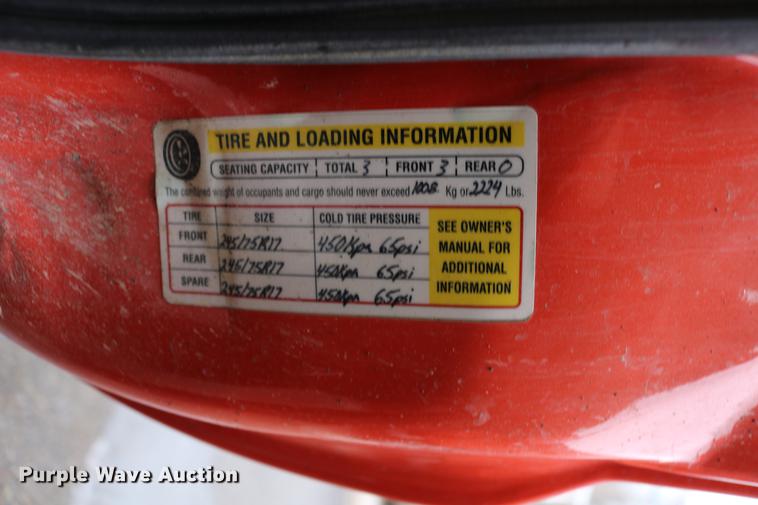 TIRE AND LOADING INFORMATION
SEATING CAPACITY TOTAL 3 FRONT 3 REAR 0
The combined weight of occupants and cargo should never exceed 1008 Kg or 2224 Lbs.
TIRE SIZE COLD TIRE PRESSURE
FRONT 245/75R17 450Kpa 65psi
REAR 245/75R17 450Kpa 65psi
SPARE 245/75R17 450Kpa 65psi
SEE OWNER'S
MANUAL FOR
ADDITIONAL
INFORMATION
Purple Wave Auction